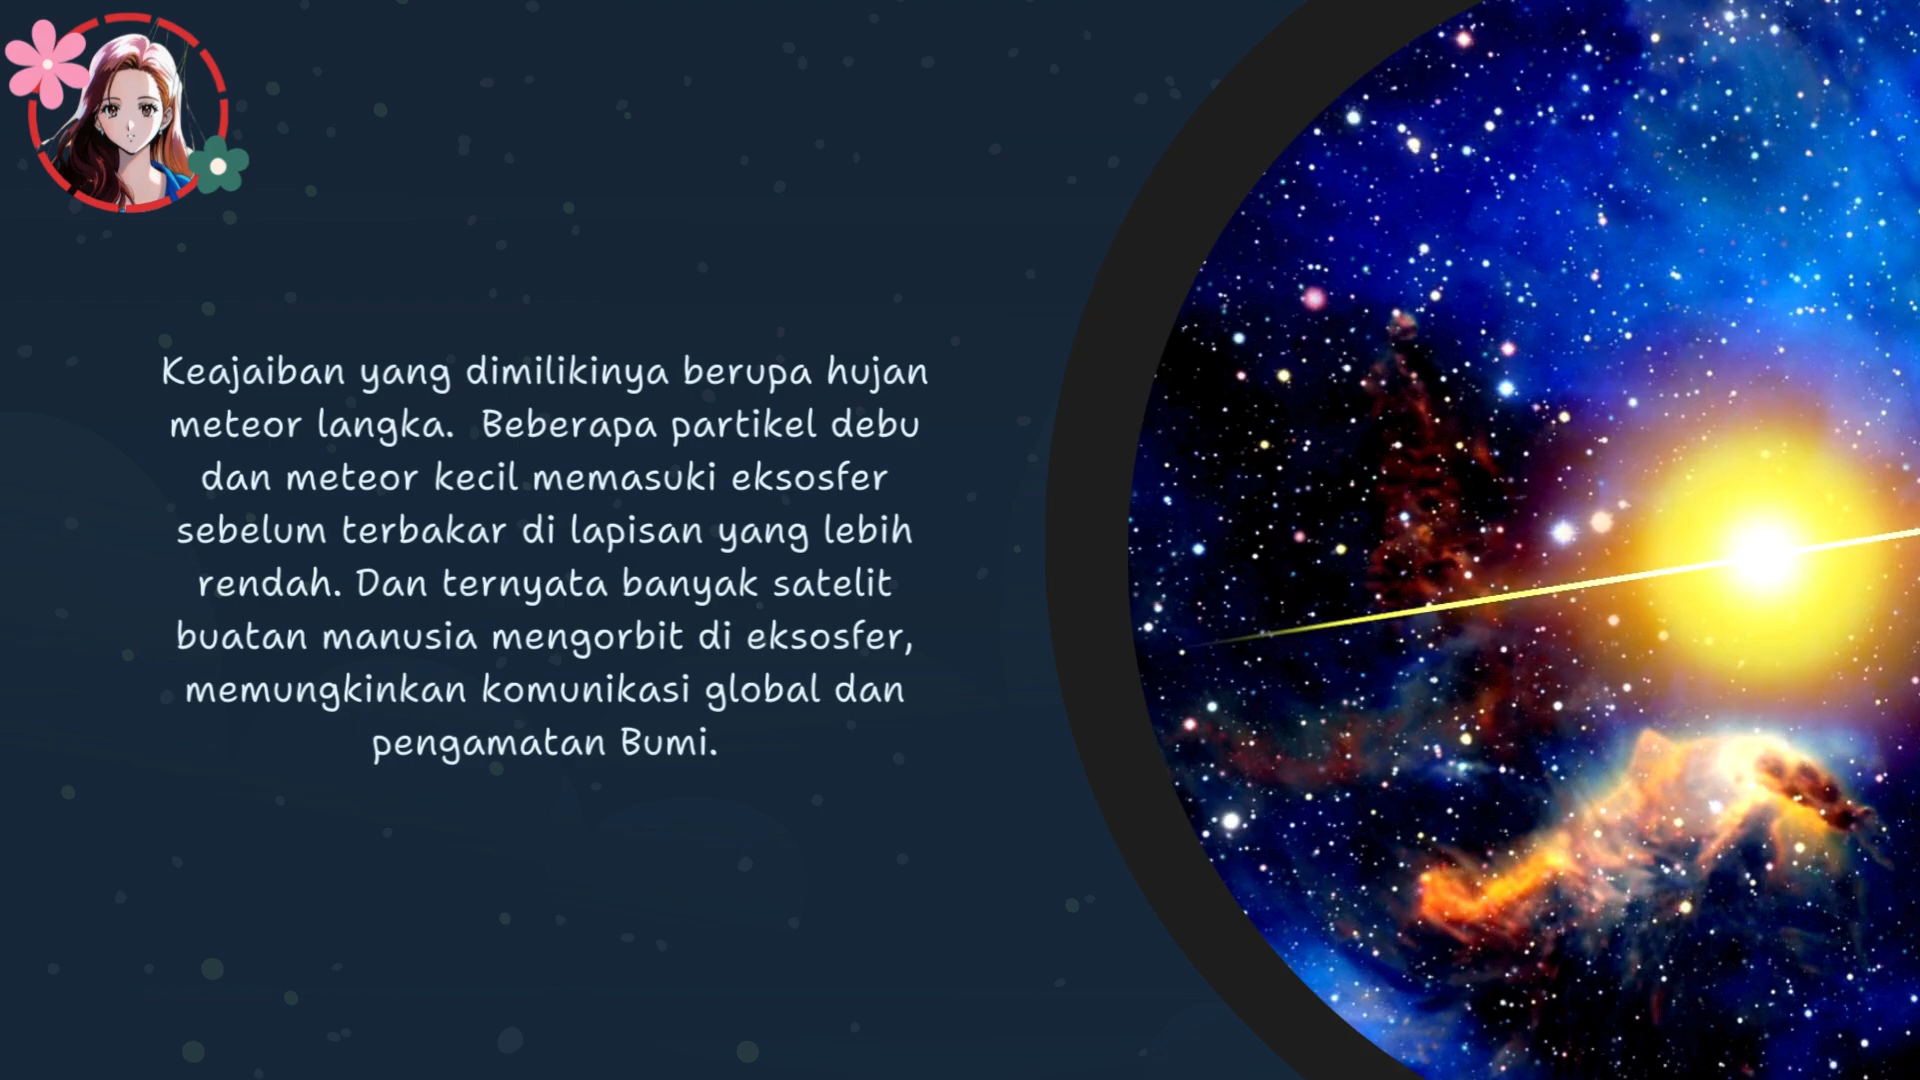 Keajaiban yang dimilikinya berupa hujan
meteor langka.  Beberapa partikel debu
dan meteor kecil memasuki eksosfer
sebelum terbakar di lapisan yang lebih
rendah. Dan ternyata banyak satelit
buatan manusia mengorbit di eksosfer,
memungkinkan komunikasi global dan
pengamatan Bumi.